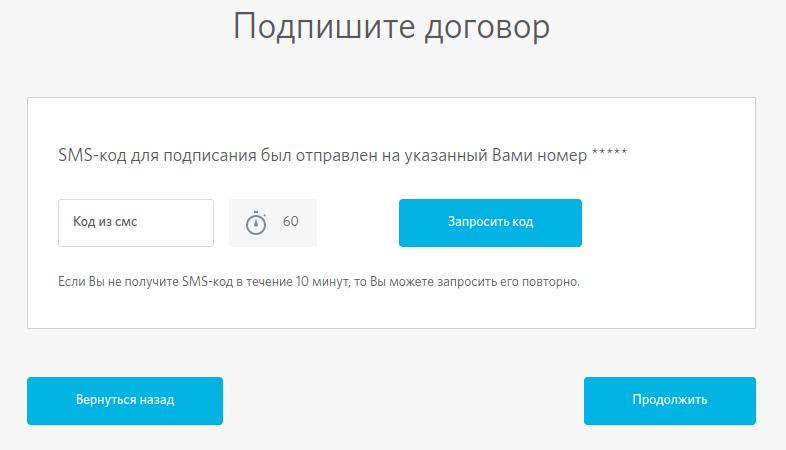 Подпишите договор
SMS-код для подписания был отправлен на указанный Вами номер *****
Код из смс
60
Запросить код
Если Вы не получите SMS-код в течение 10 минут, то Вы можете запросить его повторно.
Вернуться назад
Продолжить